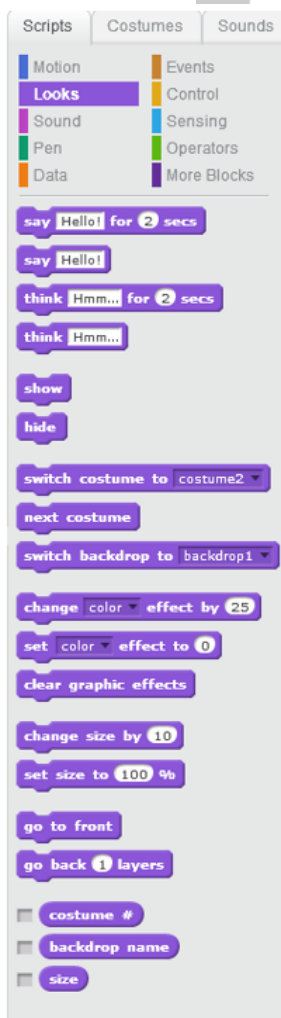 Scripts Costumes Sounds
Motion Events
Looks Control
Sound Sensing
Pen Operators
Data More Blocks
say Hello! for 2 secs
say Hello!
think Hmm... for 2 secs
think Hmm...
show
hide
switch costume to costume2
next costume
switch backdrop to backdrop1
change color effect by 25
set color effect to 0
clear graphic effects
change size by 10
set size to 100 %
go to front
go back 1 layers
costume #
backdrop name
size